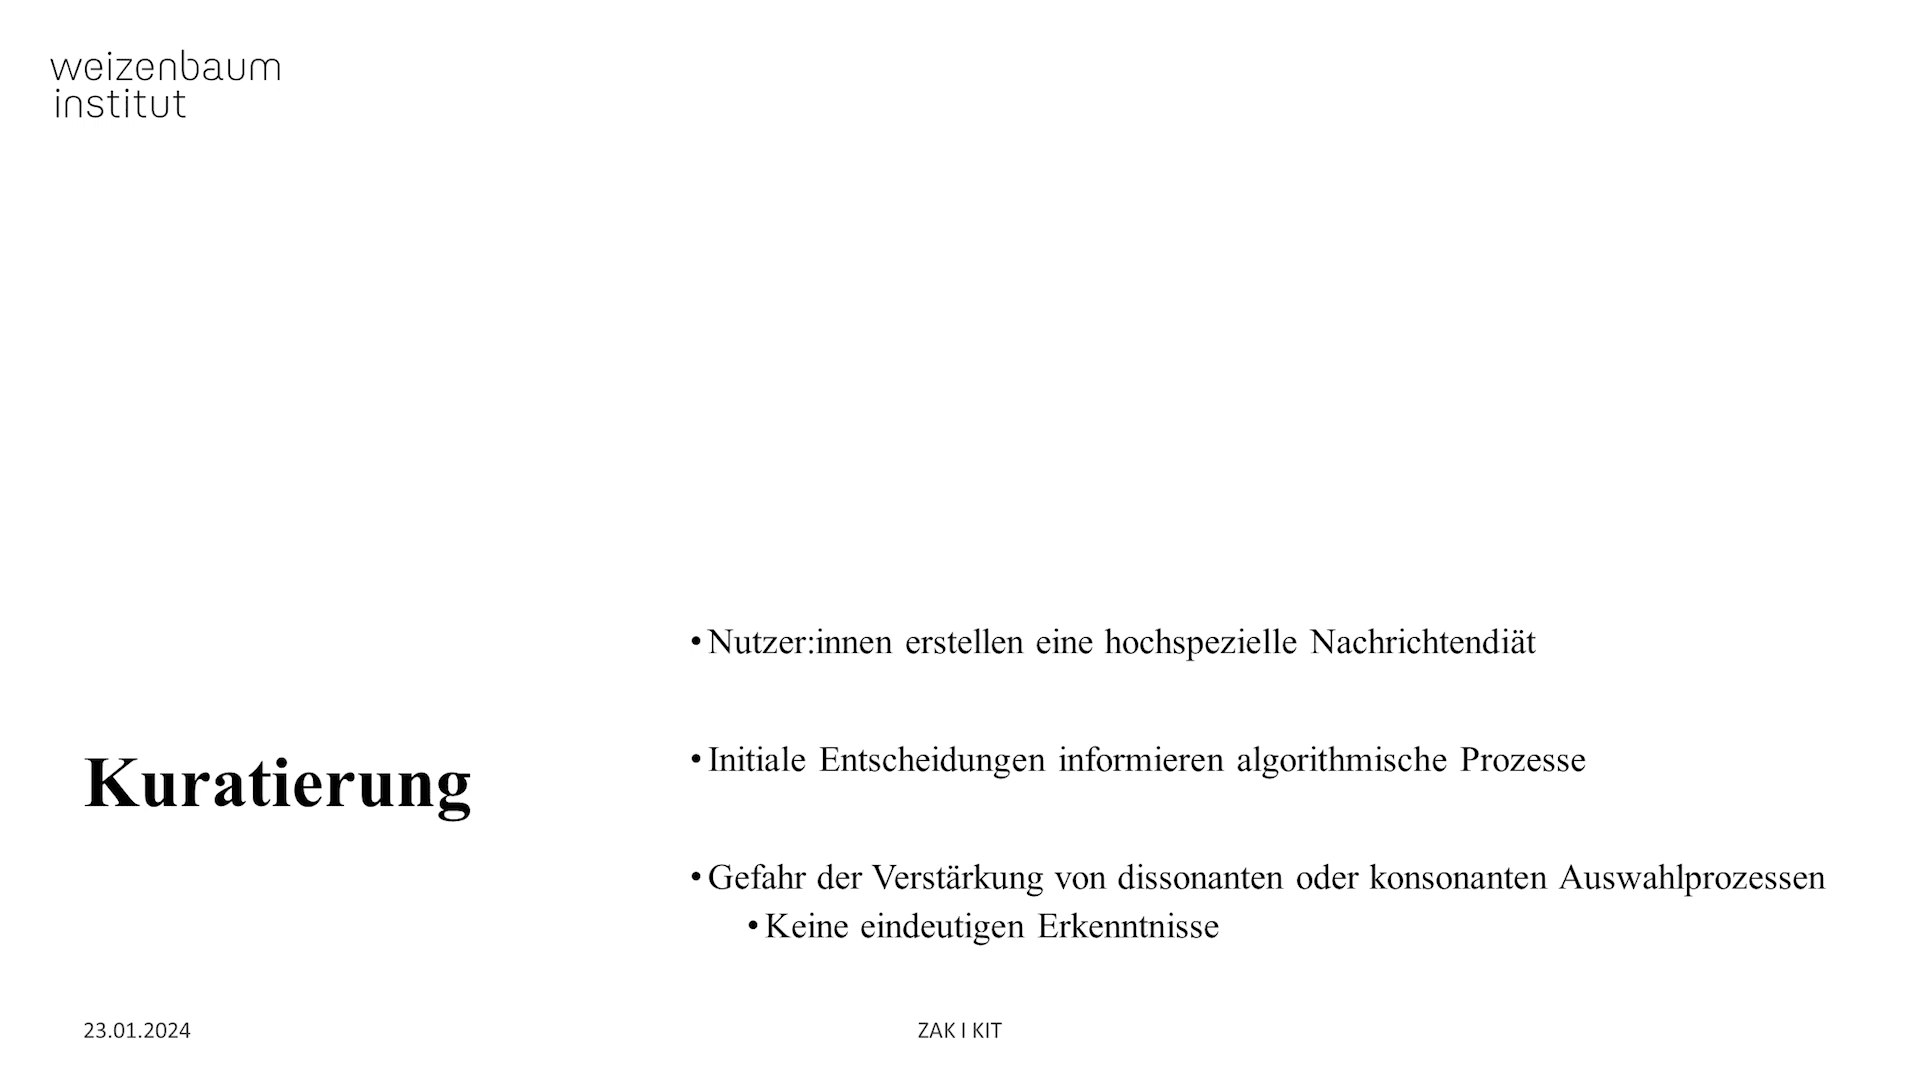 weizenbaum
institut
• Nutzer:innen erstellen eine hochspezielle Nachrichtendiät
• Initiale Entscheidungen informieren algorithmische Prozesse
Kuratierung
• Gefahr der Verstärkung von dissonanten oder konsonanten Auswahlprozessen
• Keine eindeutigen Erkenntnisse
23.01.2024
ZAK I KIT